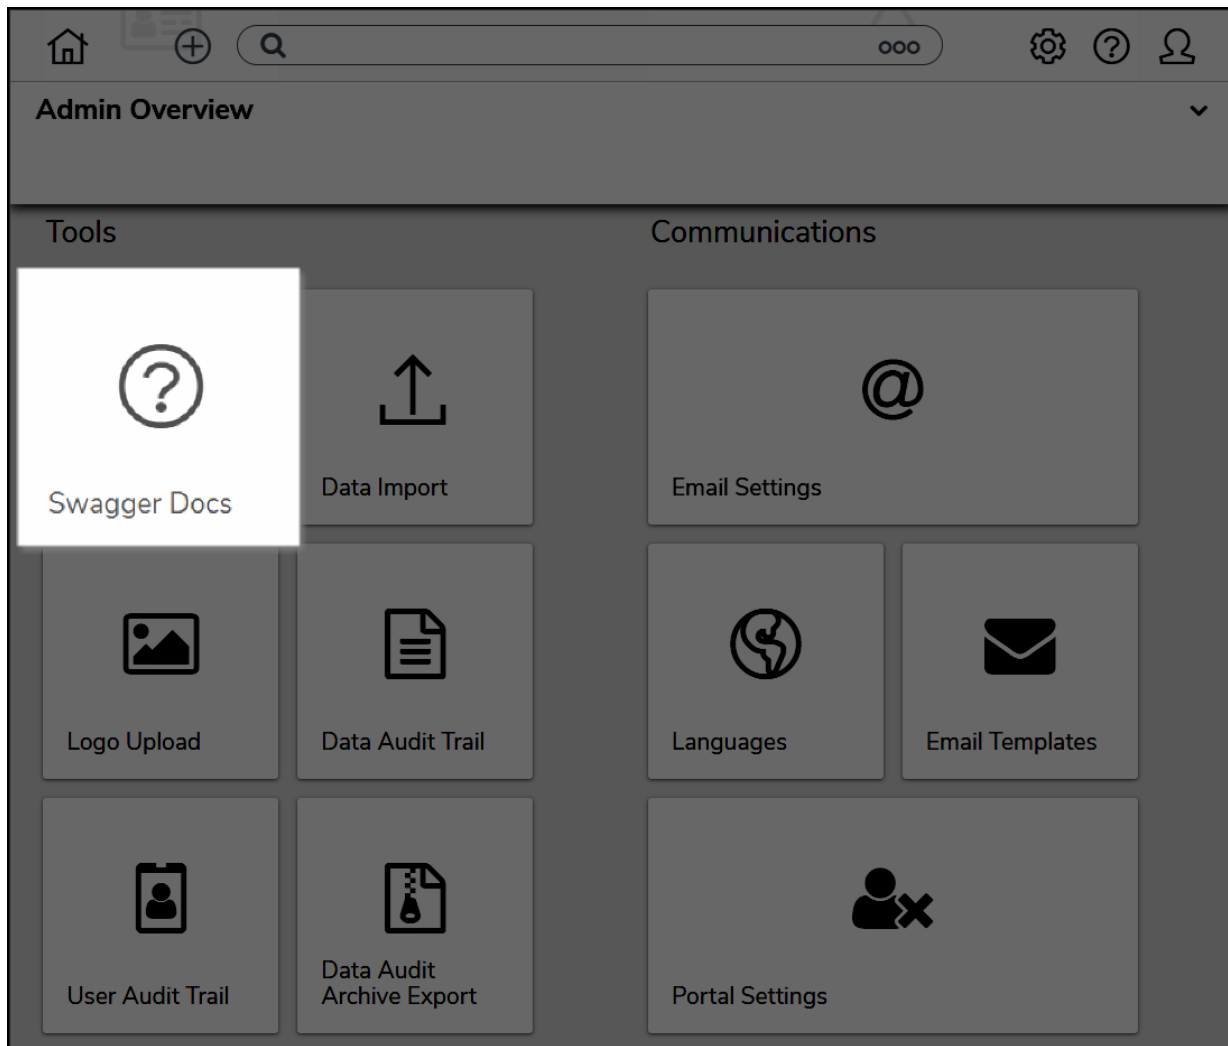 Admin Overview
Tools
Communications
Swagger Docs
Data Import
Email Settings
Logo Upload
Data Audit Trail
Languages
Email Templates
User Audit Trail
Data Audit
Archive Export
Portal Settings